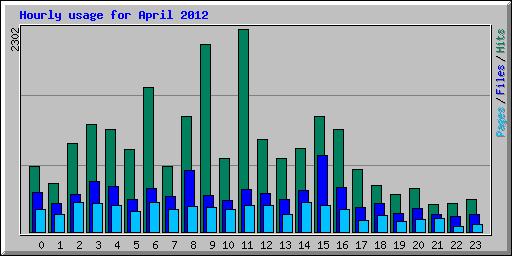 Hourly usage for April 2012
2302
Pages / Files / Hits
0 1 2 3 4 5 6 7 8 9 10 11 12 13 14 15 16 17 18 19 20 21 22 23